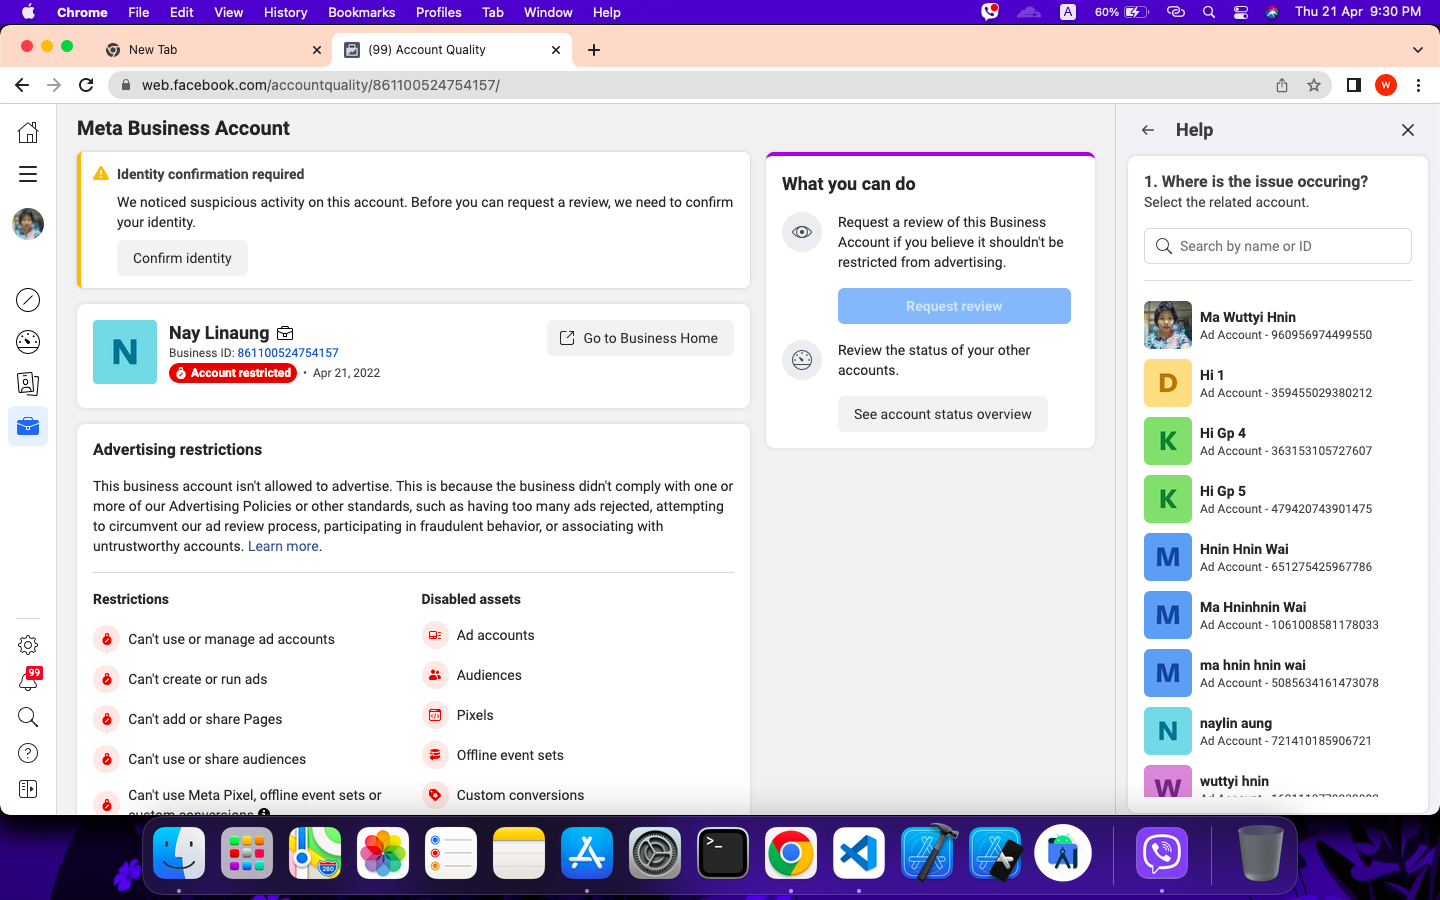 Chrome File Edit View History Bookmarks Profiles Tab Window Help
A 60% Thu 21 Apr 9:30 PM
New Tab
(99) Account Quality
web.facebook.com/accountquality/861100524754157/
W
Meta Business Account
Identity confirmation required
We noticed suspicious activity on this account. Before you can request a review, we need to confirm
your identity.
Confirm identity
N
Nay Linaung
Business ID: 861100524754157
Account restricted • Apr 21, 2022
Go to Business Home
Advertising restrictions
This business account isn't allowed to advertise. This is because the business didn't comply with one or
more of our Advertising Policies or other standards, such as having too many ads rejected, attempting
to circumvent our ad review process, participating in fraudulent behavior, or associating with
untrustworthy accounts. Learn more.
Restrictions
Can't use or manage ad accounts
Can't create or run ads
Can't add or share Pages
Can't use or share audiences
Can't use Meta Pixel, offline event sets or
custom conversions
Disabled assets
Ad accounts
Audiences
Pixels
Offline event sets
Custom conversions
99
What you can do
Request a review of this Business
Account if you believe it shouldn't be
restricted from advertising.
Request review
Review the status of your other
accounts.
See account status overview
Help
1. Where is the issue occuring?
Select the related account.
Search by name or ID
Ma Wuttyi Hnin
Ad Account - 960956974499550
D
Hi 1
Ad Account - 359455029380212
K
Hi Gp 4
Ad Account - 363153105727607
K
Hi Gp 5
Ad Account - 479420743901475
M
Hnin Hnin Wai
Ad Account - 651275425967786
M
Ma Hninhnin Wai
Ad Account - 1061008581178033
M
ma hnin hnin wai
Ad Account - 5085634161473078
N
naylin aung
Ad Account - 721410185906721
W
wuttyi hnin
280
>_